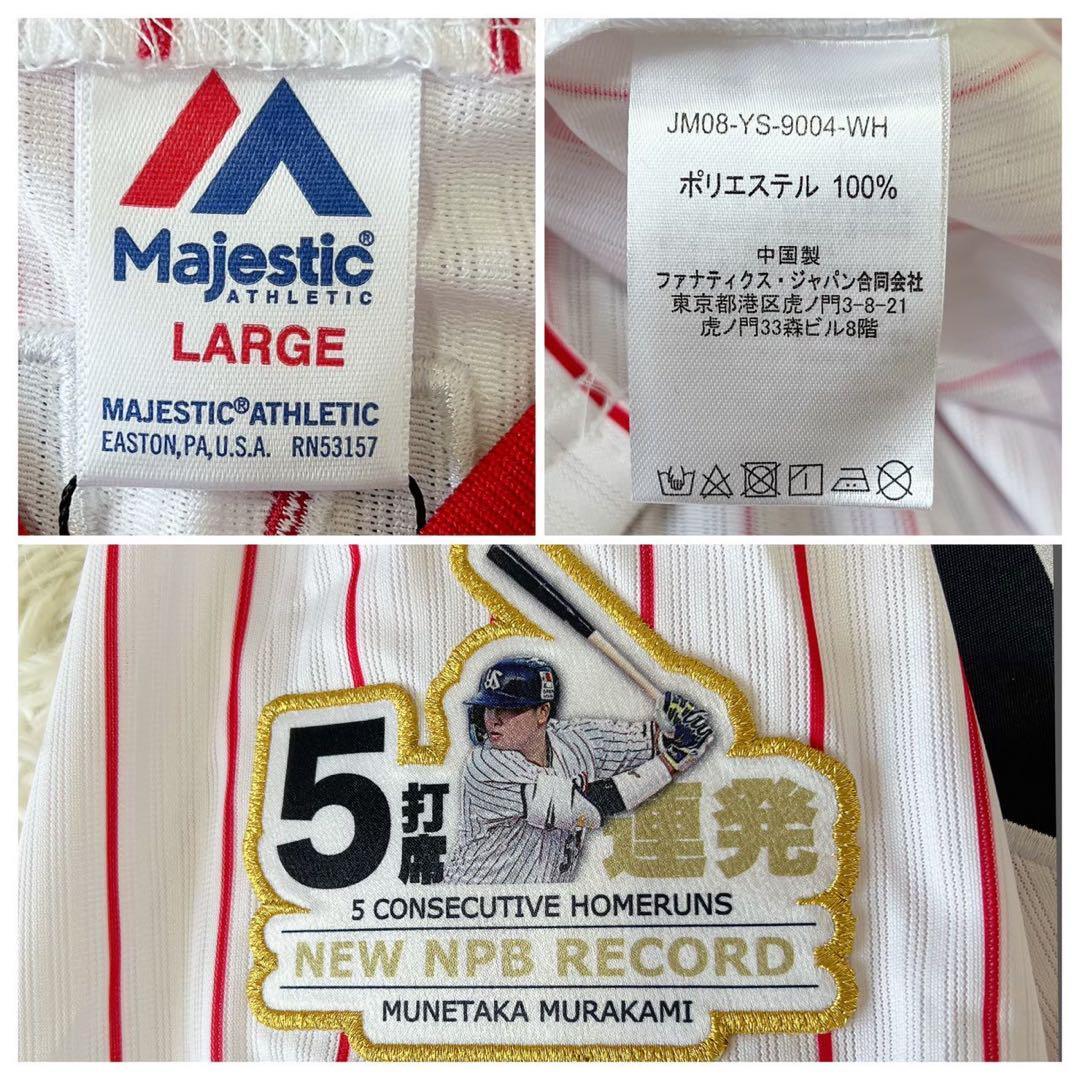 Majestic®
ATHLETIC
LARGE
MAJESTIC® ATHLETIC
EASTON, PA, U.S.A. RN53157
JM08-YS-9004-WH
ポリエステル 100%
中国製
ファナティクス・ジャパン合同会社
東京都港区虎ノ門3-8-21
虎ノ門33森ビル8階
5打席連発
5 CONSECUTIVE HOMERUNS
NEW NPB RECORD
MUNETAKA MURAKAMI